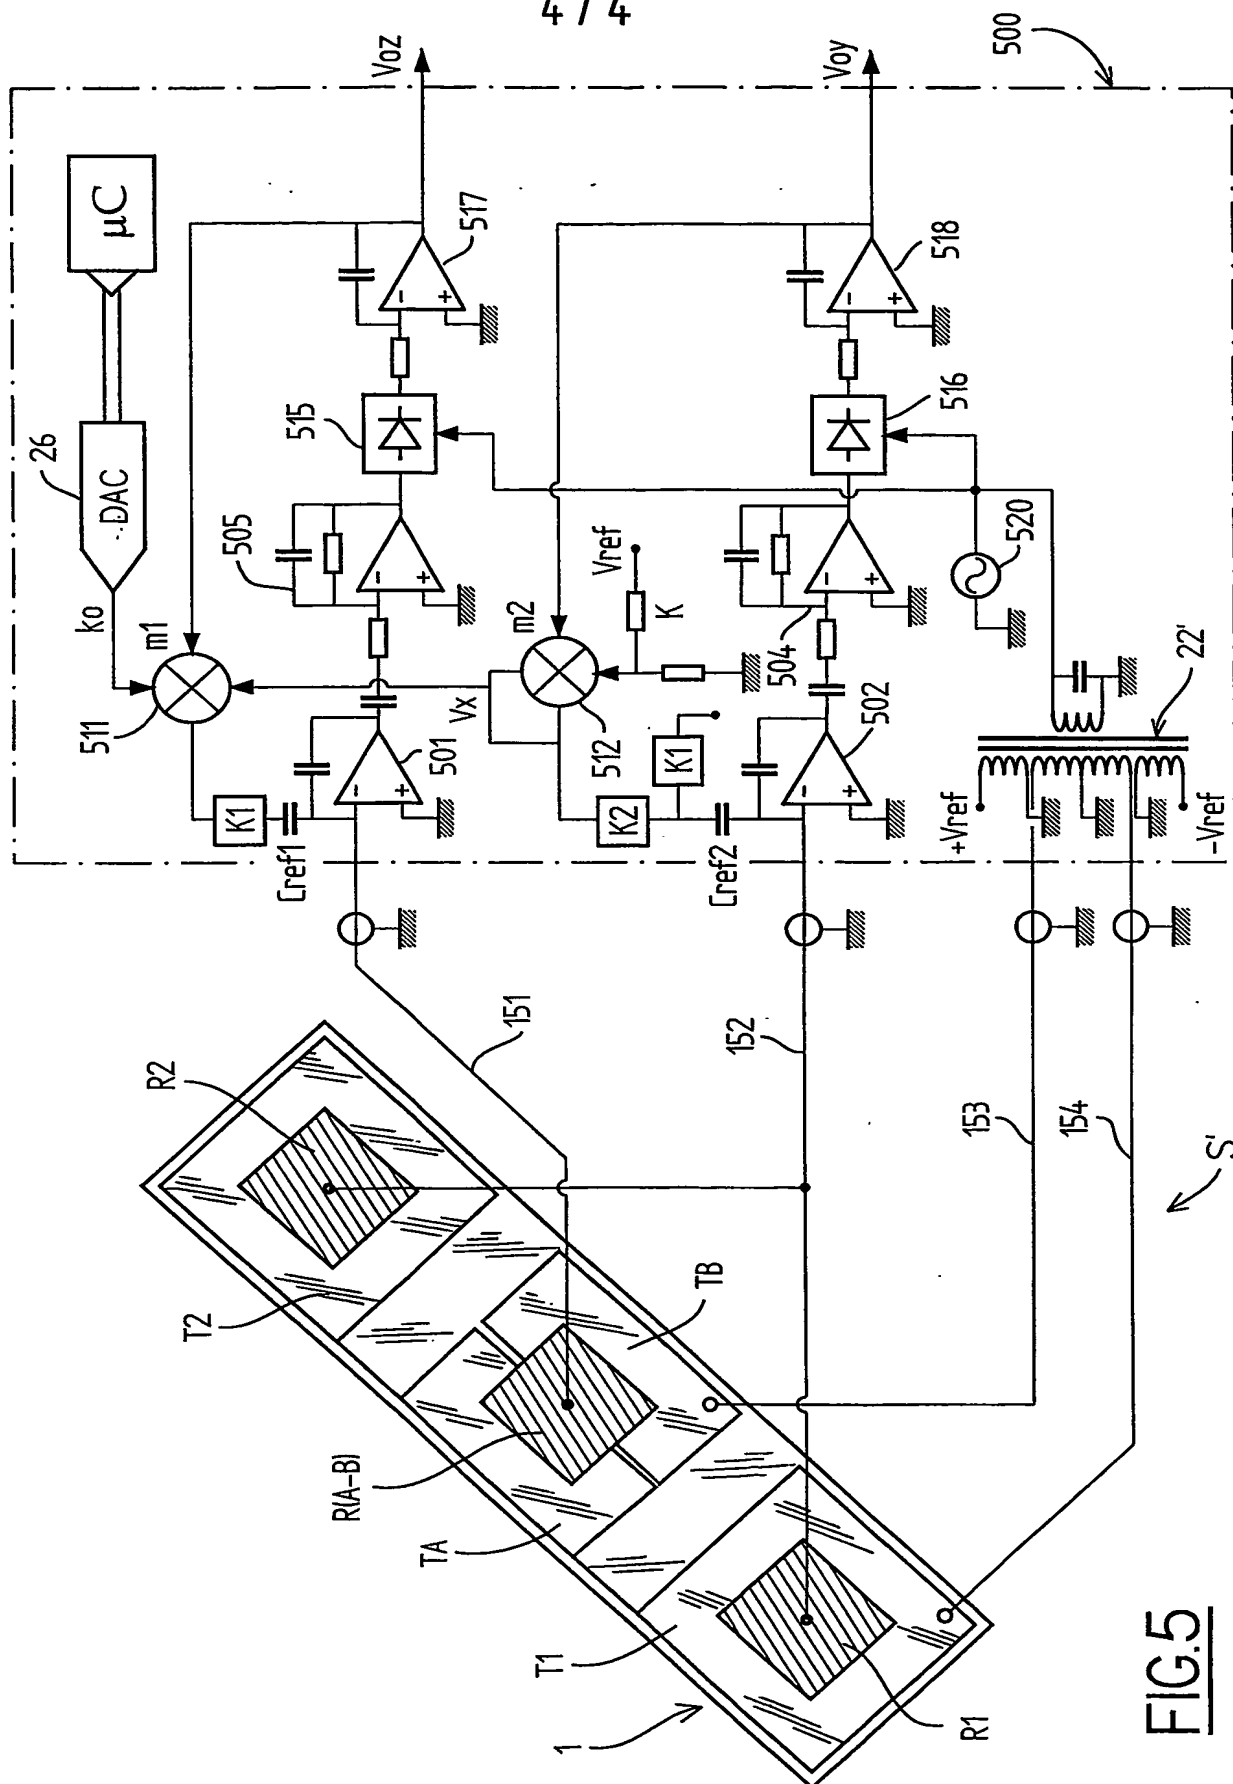 4 / 4
500
Voz
Voy
µC
26
DAC
ko
m1
511
K1
Cref1
501
505
515
517
Vx
m2
512
Vref
K
K1
K2
Cref2
502
504
516
518
520
22'
+Vref
-Vref
151
152
153
154
S'
R2
T2
TB
R(A-B)
TA
T1
R1
1
-
+
-
+
-
+
-
+
-
+
-
+
FIG.5